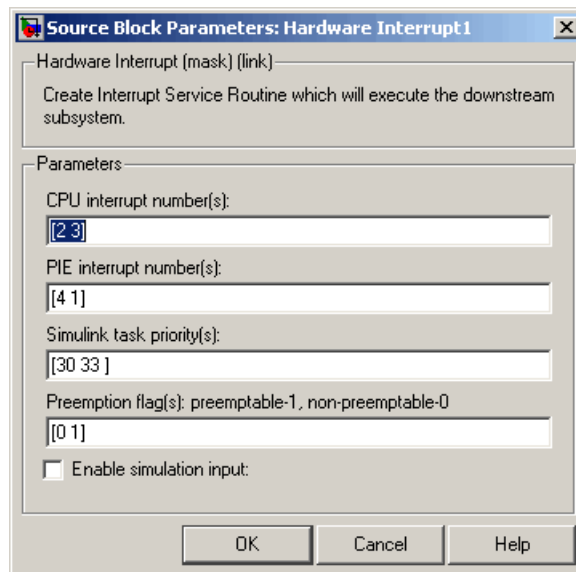 Source Block Parameters: Hardware Interrupt1
Hardware Interrupt (mask) (link)
Create Interrupt Service Routine which will execute the downstream
subsystem.
Parameters
CPU interrupt number(s):
[2 3]
PIE interrupt number(s):
[4 1]
Simulink task priority(s):
[30 33 ]
Preemption flag(s): preemptable-1, non-preemptable-0
[0 1]
Enable simulation input:
OK Cancel Help